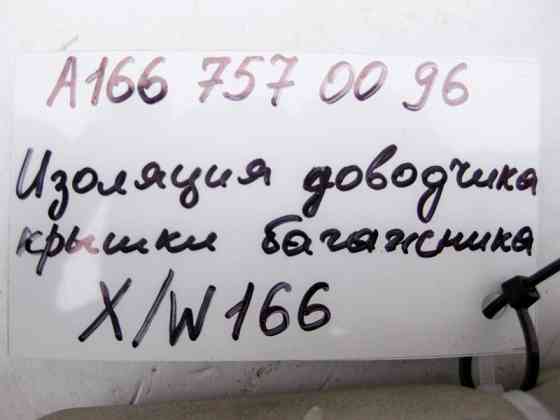 A166 757 00 96
Изоляция доводчика
крышки багажника
X/W166